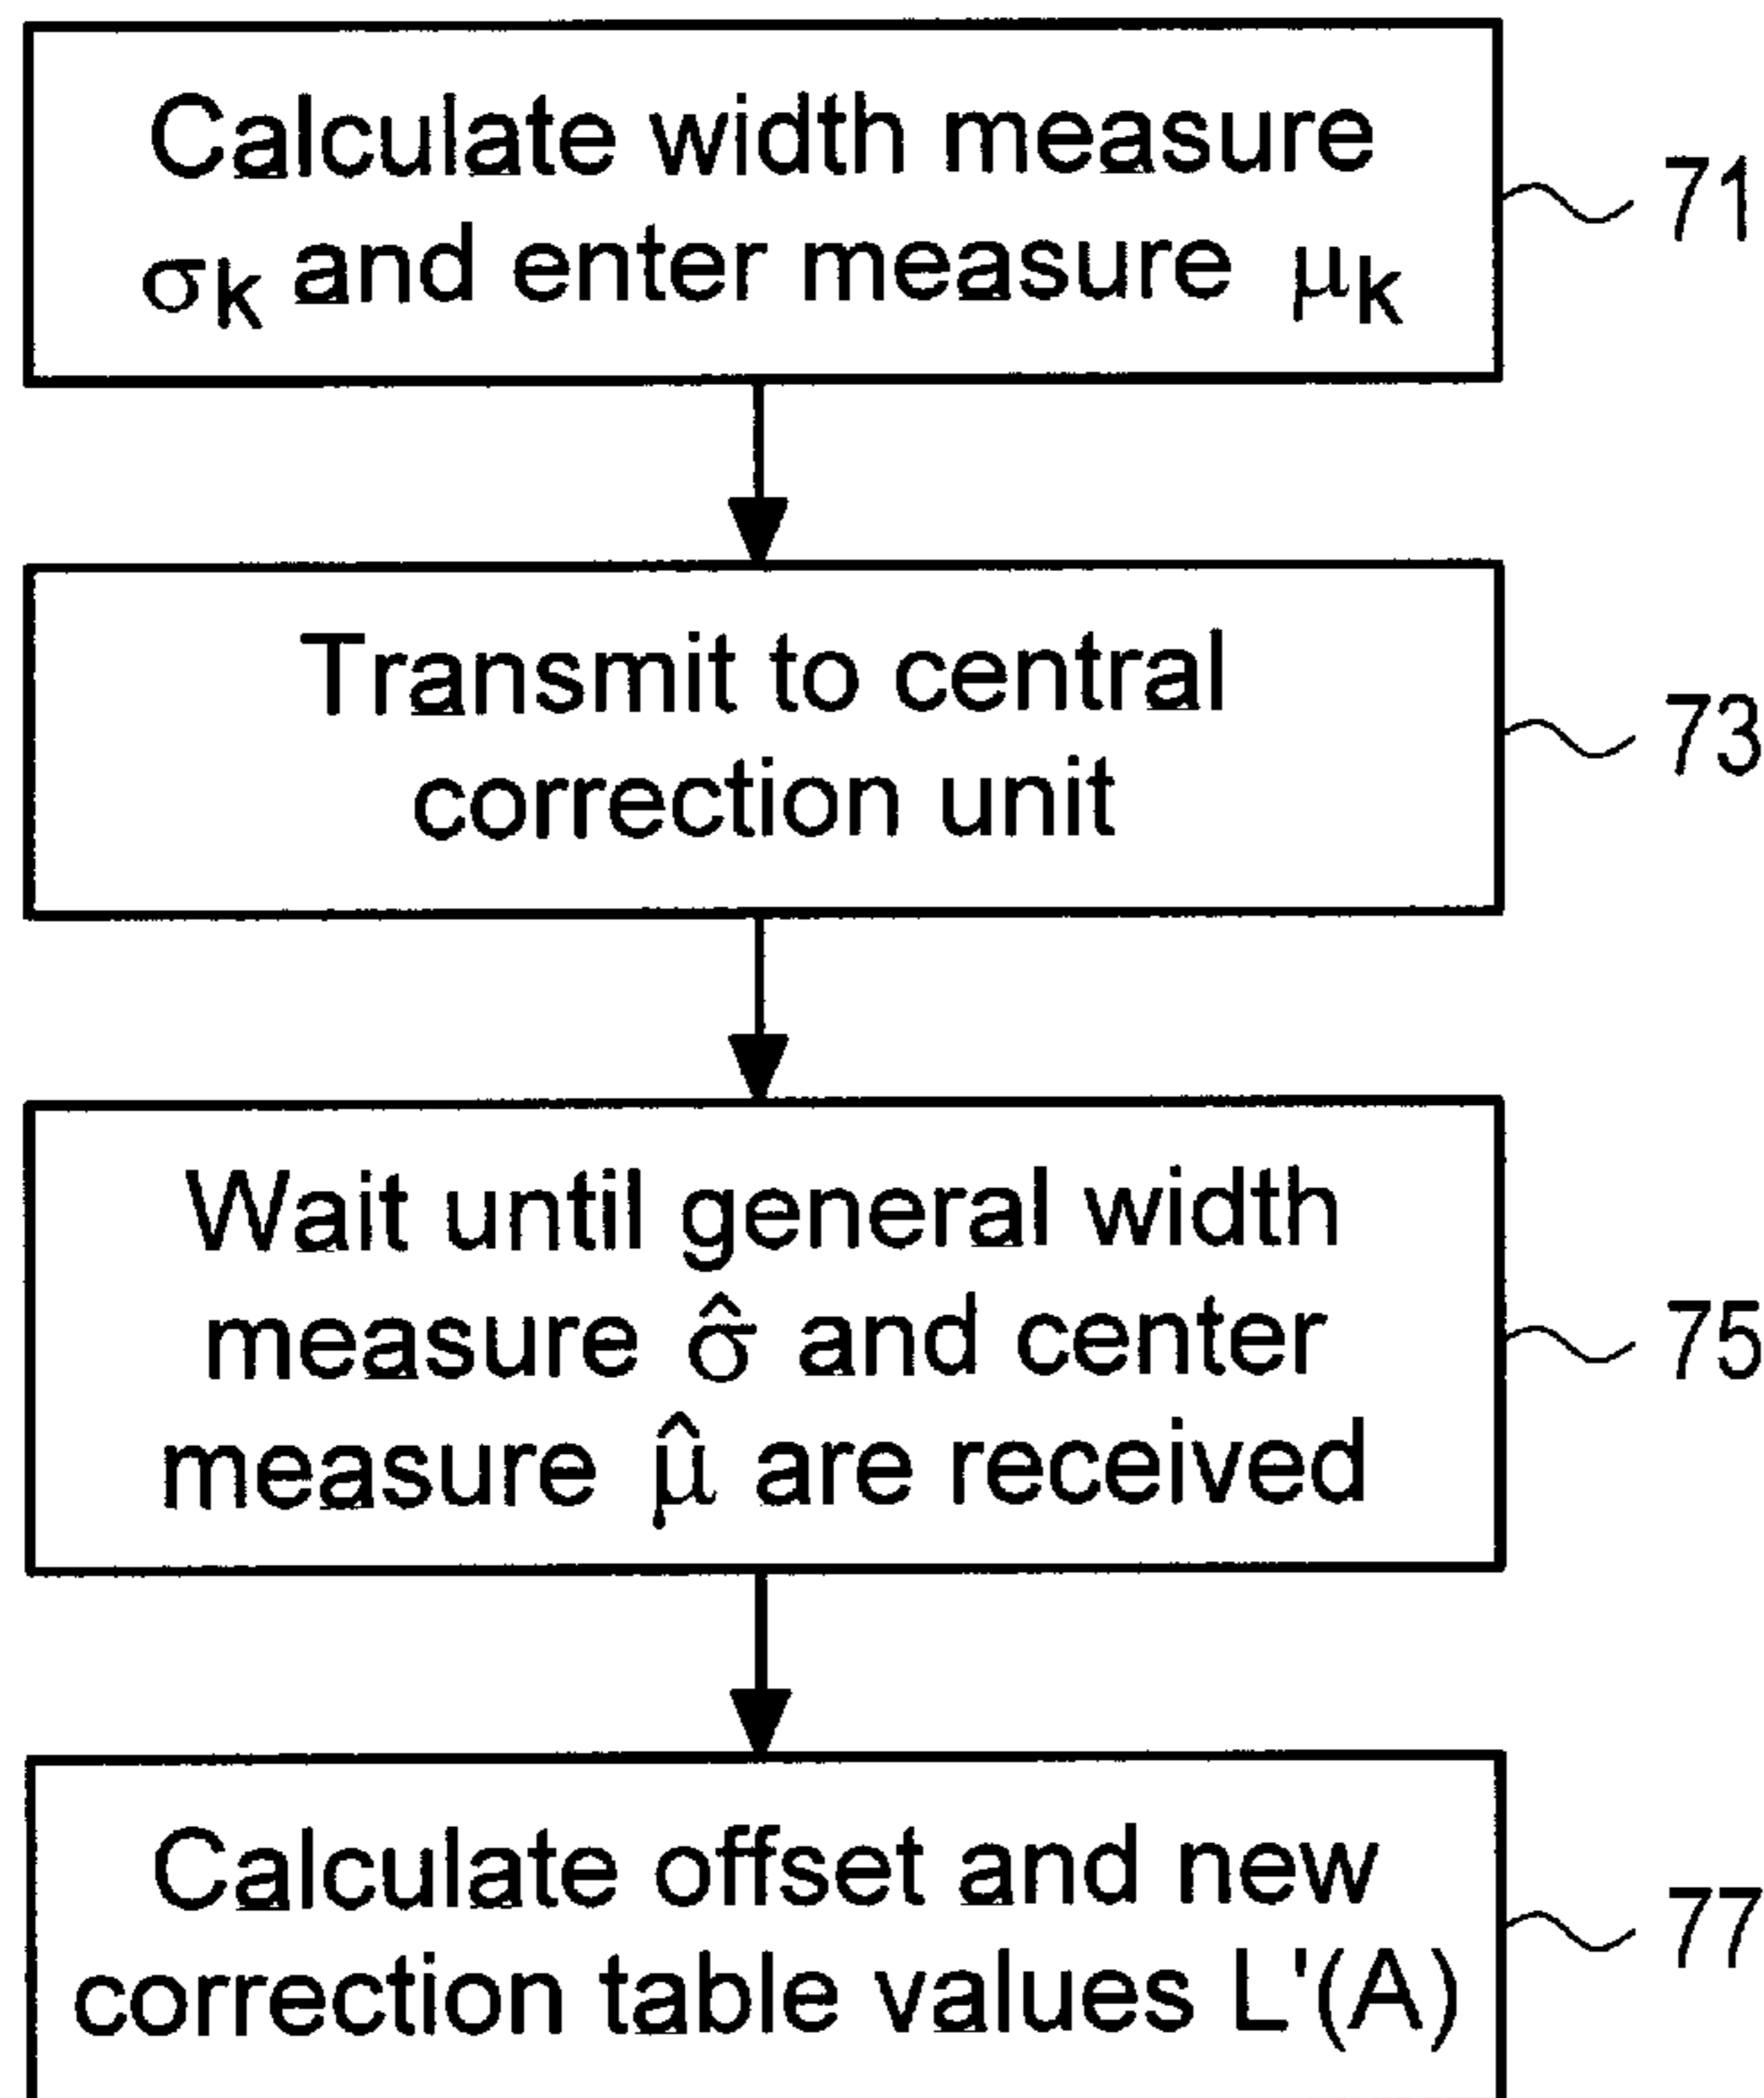 Calculate width measure
σk and enter measure μk
71
Transmit to central
correction unit
73
Wait until general width
measure σ̂ and center
measure μ̂ are received
75
Calculate offset and new
correction table values L'(A)
77